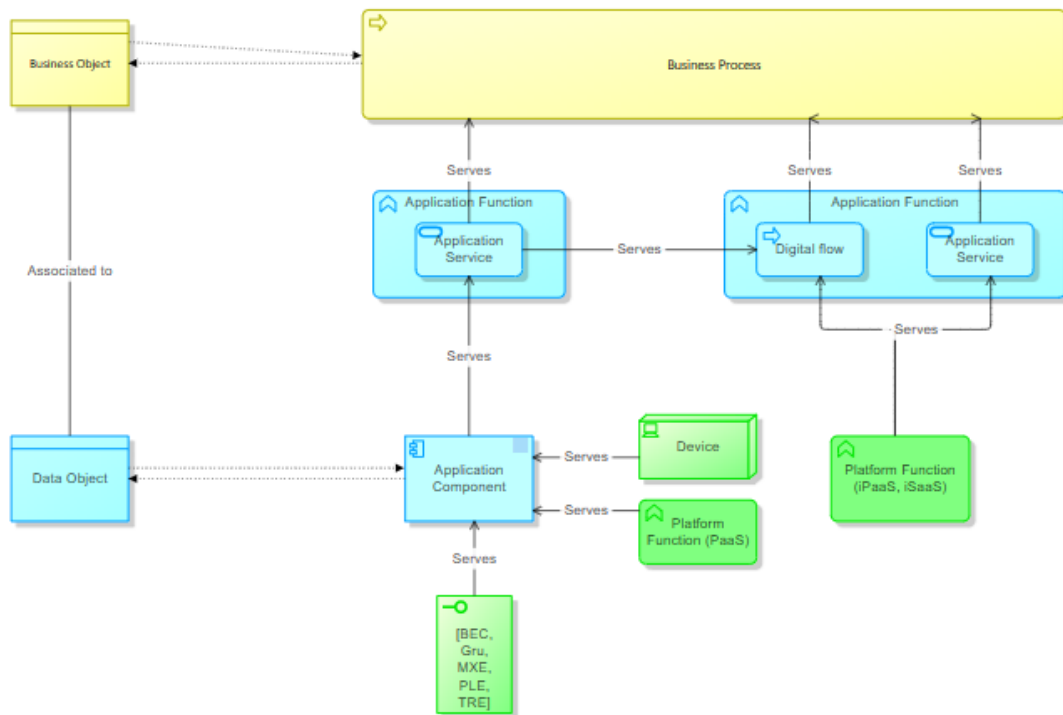 Business Object
Business Process
Serves
Serves
Serves
Application Function
Application Function
Application
Service
Serves
Digital flow
Application
Service
Associated to
Serves
Serves
Data Object
Application
Component
Serves
Device
Platform Function
(iPaaS, iSaaS)
Serves
Platform
Function (PaaS)
Serves
[BEC,
Gru,
MXE,
PLE,
TRE]